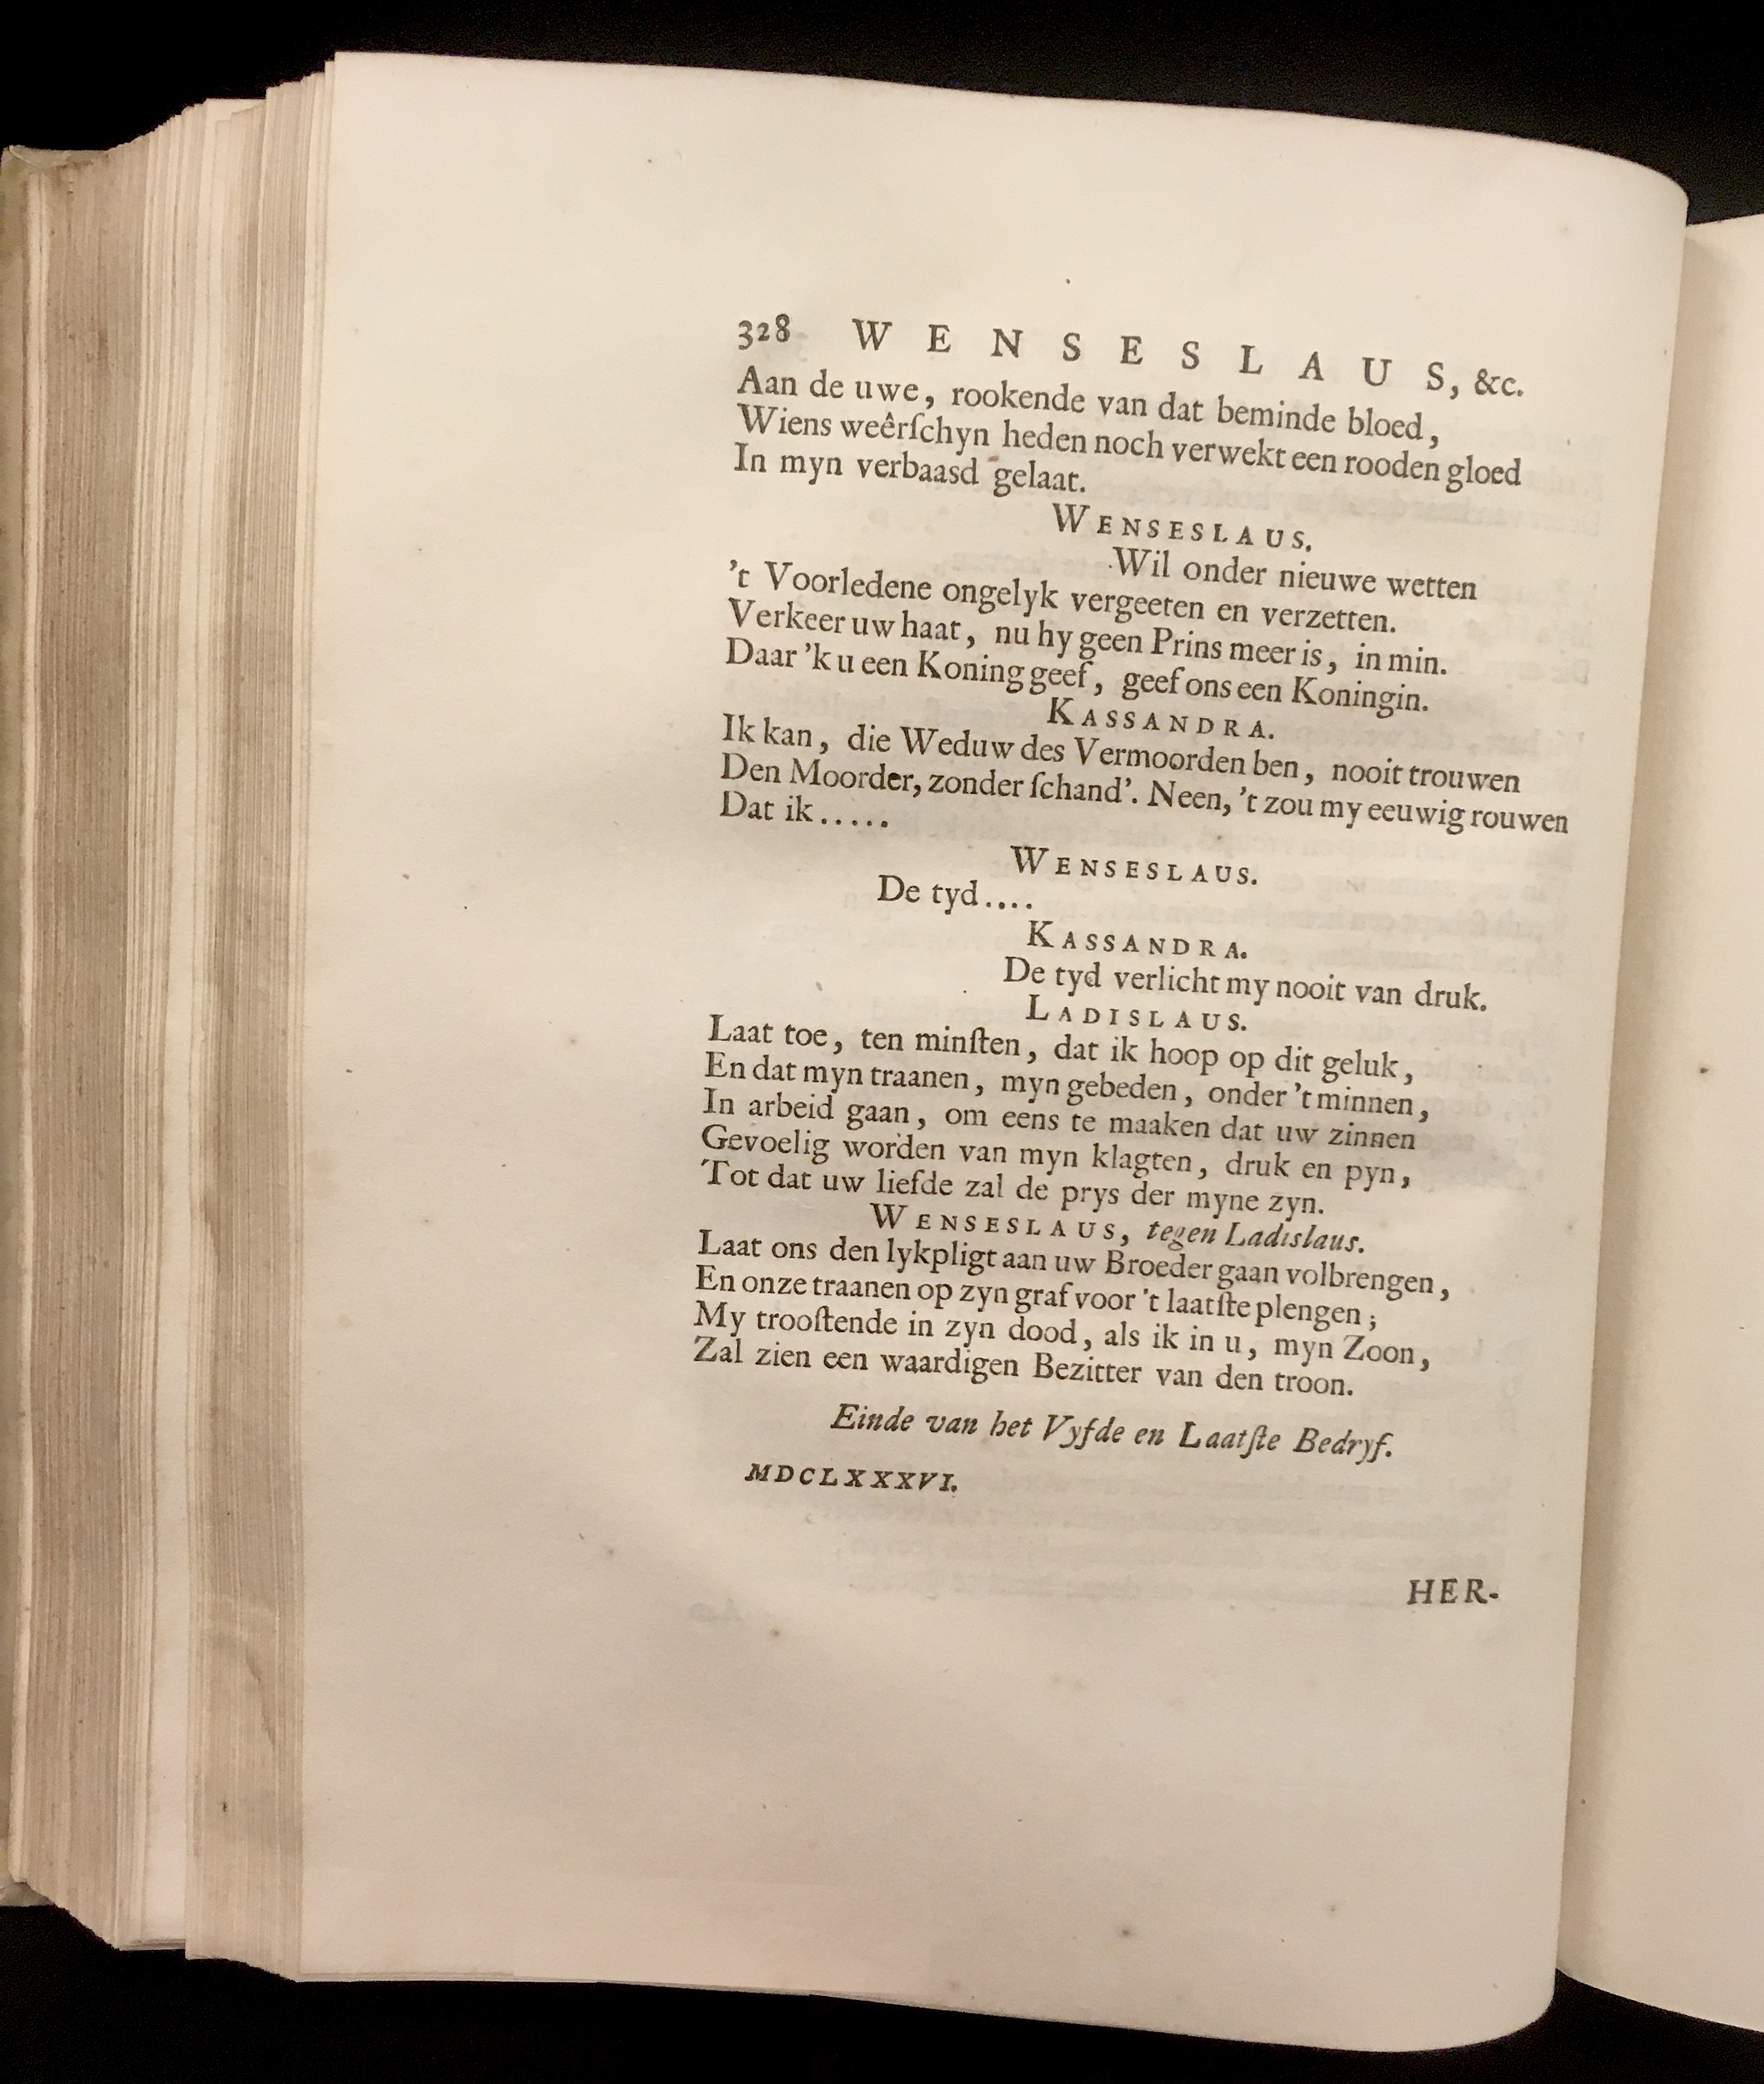 328 WENSESLAUS, &c.
Aan de uwe, rookende van dat beminde bloed,
Wiens weêrſchyn heden noch verwekt een rooden gloed
In myn verbaasd gelaat.
WENSESLAUS.
Wil onder nieuwe wetten
't Voorledene ongelyk vergeeten en verzetten.
Verkeer uw haat, nu hy geen Prins meer is, in min.
Daar 'k u een Koning geef, geef ons een Koningin.
KASSANDRA.
Ik kan, die Weduw des Vermoorden ben, nooit trouwen
Den Moorder, zonder ſchand'. Neen, 't zou my eeuwig rouwen
Dat ik.....
WENSESLAUS.
De tyd....
KASSANDRA.
De tyd verlicht my nooit van druk.
LADISLAUS.
Laat toe, ten minſten, dat ik hoop op dit geluk,
En dat myn traanen, myn gebeden, onder 't minnen,
In arbeid gaan, om eens te maaken dat uw zinnen
Gevoelig worden van myn klagten, druk en pyn,
Tot dat uw liefde zal de prys der myne zyn.
WENSESLAUS, tegen Ladislaus.
Laat ons den lykpligt aan uw Broeder gaan volbrengen,
En onze traanen op zyn graf voor 't laatſte plengen;
My trooſtende in zyn dood, als ik in u, myn Zoon,
Zal zien een waardigen Bezitter van den troon.
Einde van het Vyfde en Laatſte Bedryf.
MDCLXXXVI.
HER-